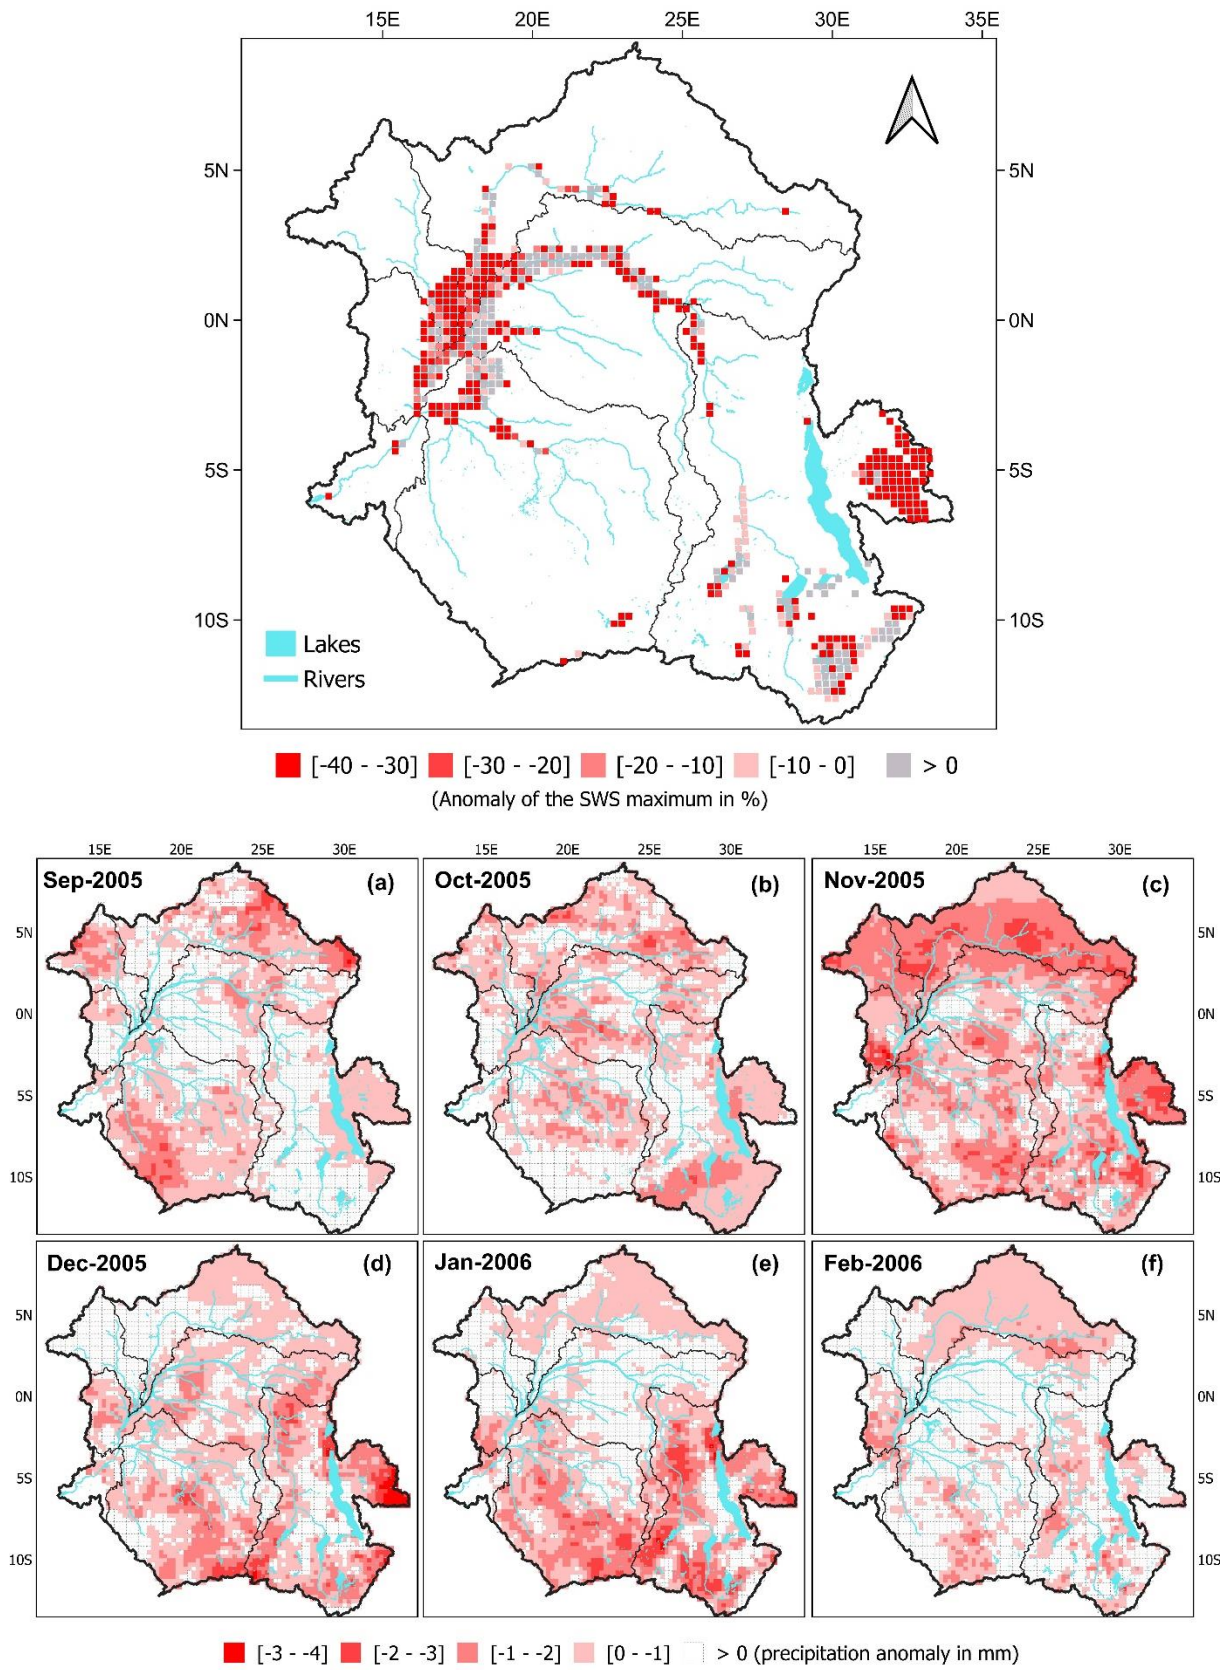 15E 20E 25E 30E 35E
5N 5N
0N 0N
5S 5S
10S 10S
Lakes
Rivers
[-40 - -30] [-30 - -20] [-20 - -10] [-10 - 0] > 0
(Anomaly of the SWS maximum in %)
15E 20E 25E 30E 15E 20E 25E 30E 15E 20E 25E 30E
Sep-2005 (a) Oct-2005 (b) Nov-2005 (c)
5N 5N
0N 0N
5S 5S
10S 10S
Dec-2005 (d) Jan-2006 (e) Feb-2006 (f)
5N 5N
0N 0N
5S 5S
10S 10S
[-3 - -4] [-2 - -3] [-1 - -2] [0 - -1] > 0 (precipitation anomaly in mm)